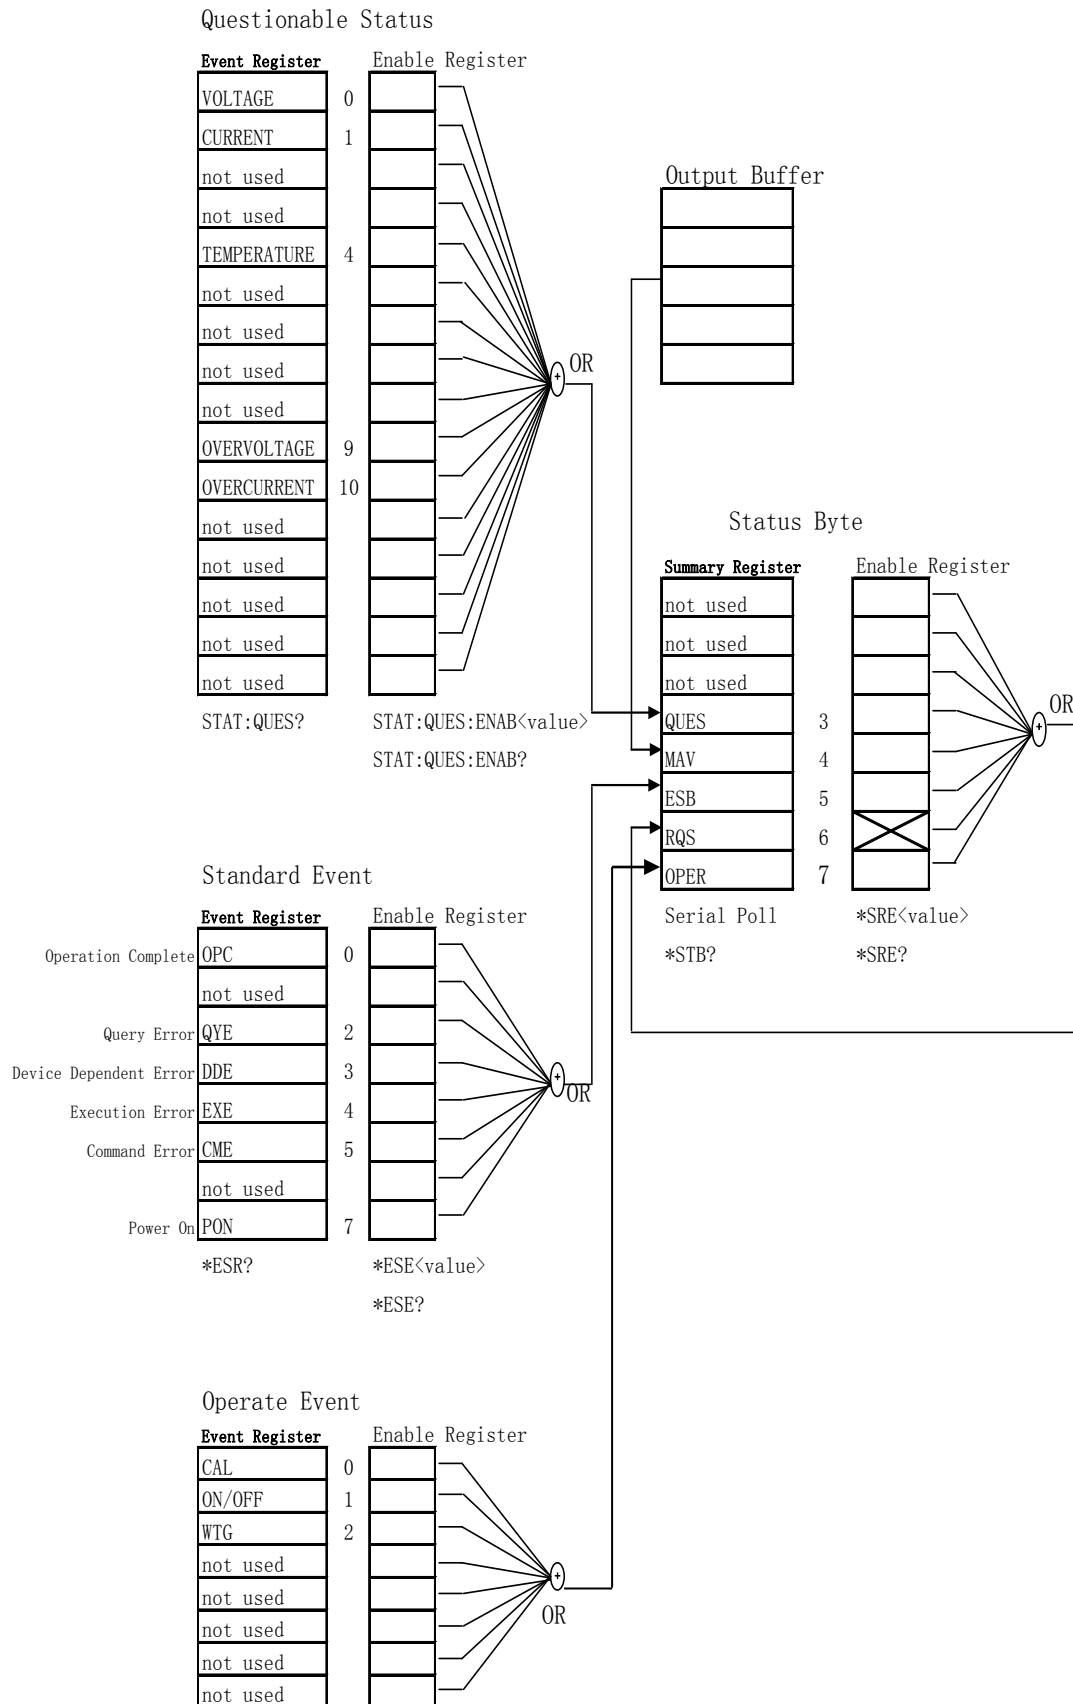 Questionable Status
Event Register Enable Register
VOLTAGE 0
CURRENT 1
not used
not used
TEMPERATURE 4
not used
not used
not used
not used
OVERVOLTAGE 9
OVERCURRENT 10
not used
not used
not used
not used
not used
STAT:QUES? STAT:QUES:ENAB<value>
STAT:QUES:ENAB?
+ OR
Output Buffer
Status Byte
Summary Register Enable Register
not used
not used
not used
QUES 3
MAV 4
ESB 5
RQS 6
OPER 7
Serial Poll *SRE<value>
*STB? *SRE?
+ OR
Standard Event
Event Register Enable Register
Operation Complete OPC 0
not used
Query Error QYE 2
Device Dependent Error DDE 3
Execution Error EXE 4
Command Error CME 5
not used
Power On PON 7
*ESR? *ESE<value>
*ESE?
+ OR
Operate Event
Event Register Enable Register
CAL 0
ON/OFF 1
WTG 2
not used
not used
not used
not used
not used
+
OR